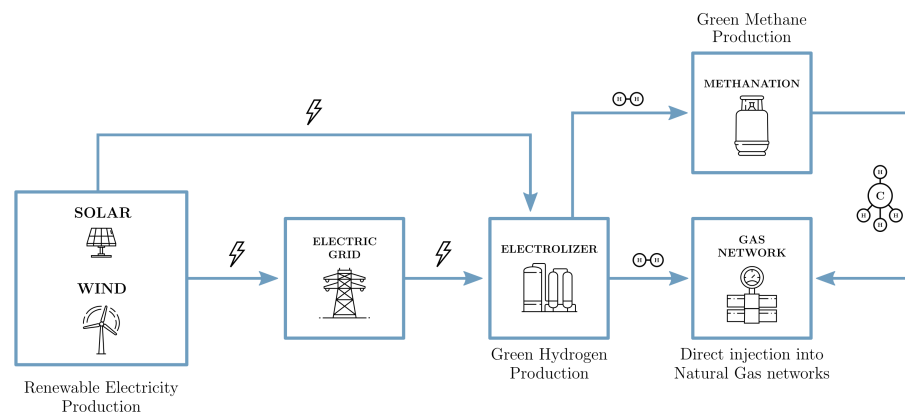 Green Methane
Production
METHANATION
H H
H
C
H H
H
SOLAR
WIND
ELECTRIC
GRID
ELECTROLIZER
H H
GAS
NETWORK
Renewable Electricity
Production
Green Hydrogen
Production
Direct injection into
Natural Gas networks